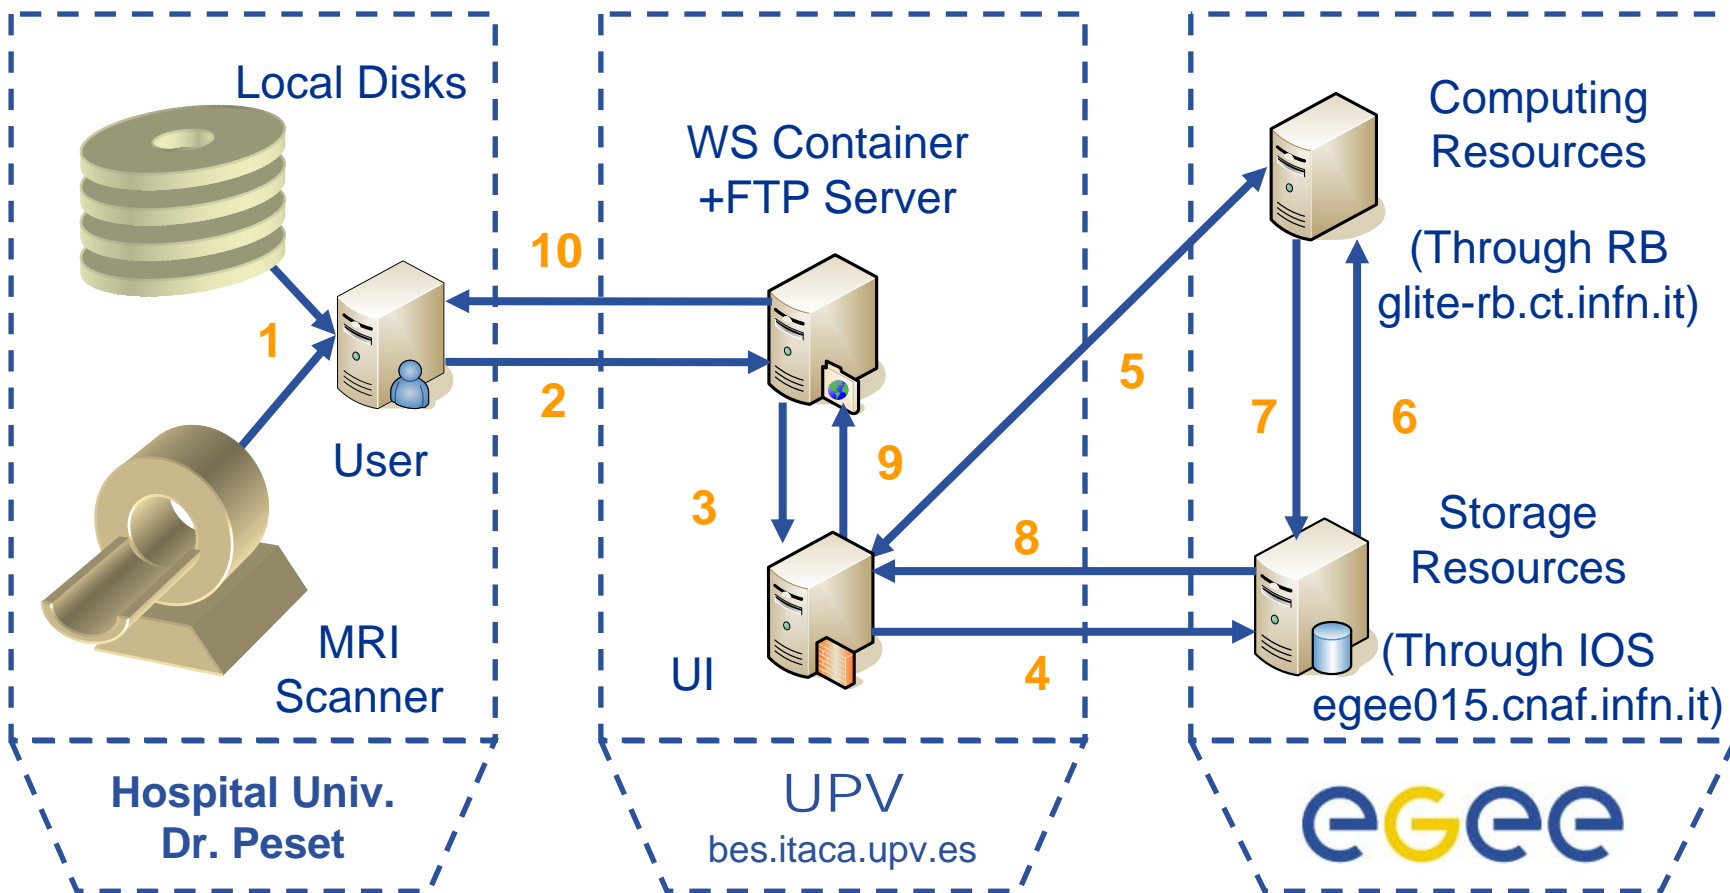 Local Disks
1
User
MRI
Scanner
Hospital Univ.
Dr. Peset
WS Container
+FTP Server
10
2
3
9
UI
8
4
5
UPV
bes.itaca.upv.es
Computing
Resources
(Through RB
glite-rb.ct.infn.it)
7
6
Storage
Resources
(Through IOS
egee015.cnaf.infn.it)
eGee